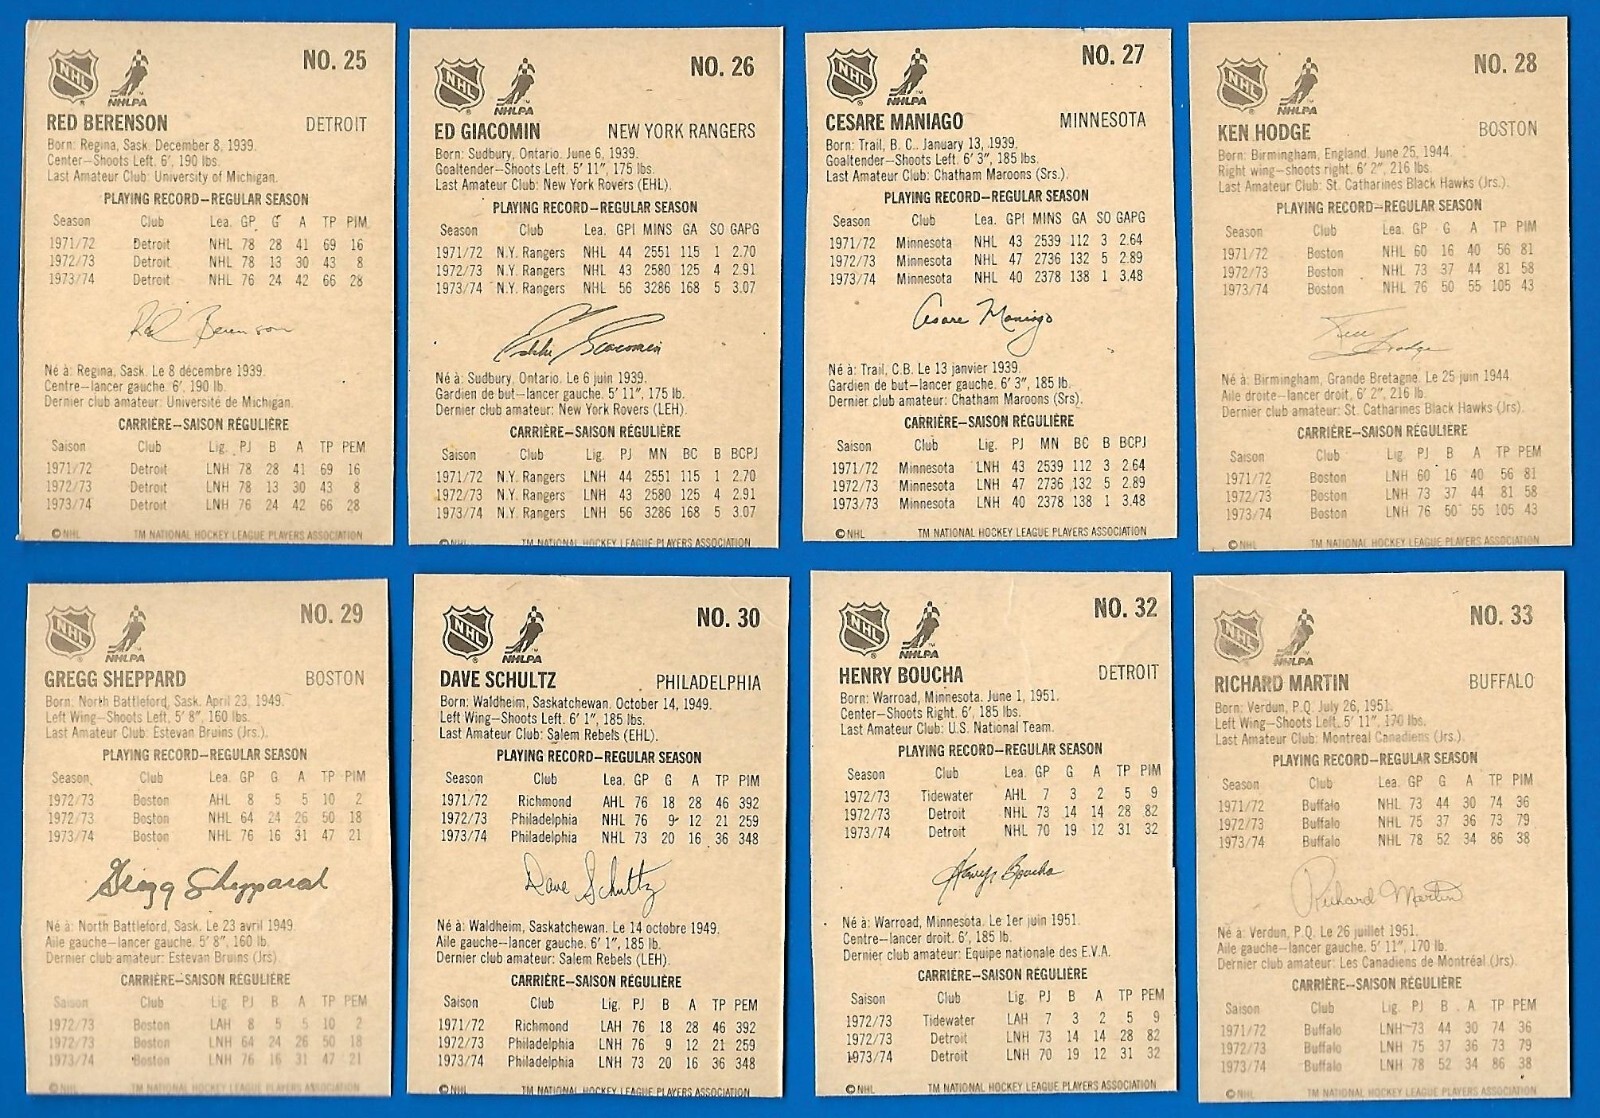 NHL
NHLPA
NO. 25
RED BERENSON DETROIT
Born: Regina, Sask. December 8, 1939.
Center—Shoots Left. 6', 190 lbs.
Last Amateur Club: University of Michigan.
PLAYING RECORD—REGULAR SEASON
Season Club Lea. GP G A TP PIM
1971/72 Detroit NHL 78 28 41 69 16
1972/73 Detroit NHL 78 13 30 43 8
1973/74 Detroit NHL 76 24 42 66 28
Red Berenson
Né à: Regina, Sask. Le 8 décembre 1939.
Centre—lancer gauche. 6', 190 lb.
Dernier club amateur: Université de Michigan.
CARRIÈRE—SAISON RÉGULIÈRE
Saison Club Lig. PJ B A TP PEM
1971/72 Detroit LNH 78 28 41 69 16
1972/73 Detroit LNH 78 13 30 43 8
1973/74 Detroit LNH 76 24 42 66 28
© NHL TM NATIONAL HOCKEY LEAGUE PLAYERS ASSOCIATION
NHL
NHLPA
NO. 26
ED GIACOMIN NEW YORK RANGERS
Born: Sudbury, Ontario. June 6, 1939.
Goaltender—Shoots Left. 5' 11", 175 lbs.
Last Amateur Club: New York Rovers (EHL).
PLAYING RECORD—REGULAR SEASON
Season Club Lea. GPI MINS GA SO GAPG
1971/72 N.Y. Rangers NHL 44 2551 115 1 2.70
1972/73 N.Y. Rangers NHL 43 2580 125 4 2.91
1973/74 N.Y. Rangers NHL 56 3286 168 5 3.07
Eddie Giacomin
Né à: Sudbury, Ontario. Le 6 juin 1939.
Gardien de but—lancer gauche. 5' 11", 175 lb.
Dernier club amateur: New York Rovers (LEH).
CARRIÈRE—SAISON RÉGULIÈRE
Saison Club Lig. PJ MN BC B BCPJ
1971/72 N.Y. Rangers LNH 44 2551 115 1 2.70
1972/73 N.Y. Rangers LNH 43 2580 125 4 2.91
1973/74 N.Y. Rangers LNH 56 3286 168 5 3.07
© NHL TM NATIONAL HOCKEY LEAGUE PLAYERS ASSOCIATION
NHL
NHLPA
NO. 27
CESARE MANIAGO MINNESOTA
Born: Trail, B. C.. January 13, 1939.
Goaltender—Shoots Left. 6' 3", 185 lbs.
Last Amateur Club: Chatham Maroons (Srs.).
PLAYING RECORD—REGULAR SEASON
Season Club Lea. GPI MINS GA SO GAPG
1971/72 Minnesota NHL 43 2539 112 3 2.64
1972/73 Minnesota NHL 47 2736 132 5 2.89
1973/74 Minnesota NHL 40 2378 138 1 3.48
Cesare Maniago
Né à: Trail, C.B. Le 13 janvier 1939.
Gardien de but—lancer gauche. 6' 3", 185 lb.
Dernier club amateur: Chatham Maroons (Srs).
CARRIÈRE—SAISON RÉGULIÈRE
Saison Club Lig. PJ MN BC B BCPJ
1971/72 Minnesota LNH 43 2539 112 3 2.64
1972/73 Minnesota LNH 47 2736 132 5 2.89
1973/73 Minnesota LNH 40 2378 138 1 3.48
© NHL TM NATIONAL HOCKEY LEAGUE PLAYERS ASSOCIATION
NHL
NHLPA
NO. 28
KEN HODGE BOSTON
Born: Birmingham, England. June 25, 1944.
Right wing—shoots right. 6' 2", 216 lbs.
Last Amateur Club: St. Catharines Black Hawks (Jrs.).
PLAYING RECORD—REGULAR SEASON
Season Club Lea. GP G A TP PIM
1971/72 Boston NHL 60 16 40 56 81
1972/73 Boston NHL 73 37 44 81 58
1973/74 Boston NHL 76 50 55 105 43
Ken Hodge
Né à: Birmingham, Grande Bretagne. Le 25 juin 1944
Aile droite—lancer droit, 6' 2", 216 lb.
Dernier club amateur: St. Catharines Black Hawks (Jrs).
CARRIÈRE—SAISON RÉGULIÈRE
Saison Club Lig. PJ B A TP PEM
1971/72 Boston LNH 60 16 40 56 81
1972/73 Boston LNH 73 37 44 81 58
1973/74 Boston LNH 76 50 55 105 43
© NHL TM NATIONAL HOCKEY LEAGUE PLAYERS ASSOCIATION
NHL
NHLPA
NO. 29
GREGG SHEPPARD BOSTON
Born: North Battleford, Sask. April 23, 1949.
Left Wing—Shoots Left. 5' 8", 160 lbs.
Last Amateur Club: Estevan Bruins (Jrs.).
PLAYING RECORD—REGULAR SEASON
Season Club Lea. GP G A TP PIM
1972/73 Boston AHL 8 5 5 10 2
1972/73 Boston NHL 64 24 26 50 18
1973/74 Boston NHL 76 16 31 47 21
Gregg Sheppard
Né à: North Battleford, Sask. Le 23 avril 1949.
Aile gauche—lancer gauche. 5' 8", 160 lb.
Dernier club amateur: Estevan Bruins (Jrs).
CARRIÈRE—SAISON RÉGULIÈRE
Saison Club Lig. PJ B A TP PEM
1972/73 Boston LAH 8 5 5 10 2
1972/73 Boston LNH 64 24 26 50 18
1973/74 Boston LNH 76 16 31 47 21
© NHL TM NATIONAL HOCKEY LEAGUE PLAYERS ASSOCIATION
NHL
NHLPA
NO. 30
DAVE SCHULTZ PHILADELPHIA
Born: Waldheim, Saskatchewan. October 14, 1949.
Left Wing—Shoots Left. 6' 1", 185 lbs.
Last Amateur Club: Salem Rebels (EHL).
PLAYING RECORD—REGULAR SEASON
Season Club Lea. GP G A TP PIM
1971/72 Richmond AHL 76 18 28 46 392
1972/73 Philadelphia NHL 76 9 12 21 259
1973/74 Philadelphia NHL 73 20 16 36 348
Dave Schultz
Né à: Waldheim, Saskatchewan. Le 14 octobre 1949.
Aile gauche—lancer gauche. 6' 1", 185 lb.
Dernier club amateur: Salem Rebels (LEH).
CARRIÈRE—SAISON RÉGULIÈRE
Saison Club Lig. PJ G A TP PEM
1971/72 Richmond LAH 76 18 28 46 392
1972/73 Philadelphia LNH 76 9 12 21 259
1973/74 Philadelphia LNH 73 20 16 36 348
© NHL TM NATIONAL HOCKEY LEAGUE PLAYERS ASSOCIATION
NHL
NHLPA
NO. 32
HENRY BOUCHA DETROIT
Born: Warroad, Minnesota. June 1, 1951.
Center—Shoots Right. 6', 185 lbs.
Last Amateur Club: U.S. National Team.
PLAYING RECORD—REGULAR SEASON
Season Club Lea. GP G A TP PIM
1972/73 Tidewater AHL 7 3 2 5 9
1972/73 Detroit NHL 73 14 14 28 82
1973/74 Detroit NHL 70 19 12 31 32
Henry Boucha
Né à: Warroad, Minnesota. Le 1er juin 1951.
Centre—lancer droit. 6', 185 lb.
Dernier club amateur: Equipe nationale des E.V.A.
CARRIÈRE—SAISON RÉGULIÈRE
Saison Club Lig. PJ B A TP PEM
1972/73 Tidewater LAH 7 3 2 5 9
1972/73 Detroit LNH 73 14 14 28 82
1973/74 Detroit LNH 70 19 12 31 32
© NHL TM NATIONAL HOCKEY LEAGUE PLAYERS ASSOCIATION
NHL
NHLPA
NO. 33
RICHARD MARTIN BUFFALO
Born: Verdun, P.Q. July 26, 1951.
Left Wing—Shoots Left. 5' 11", 170 lbs.
Last Amateur Club: Montreal Canadiens (Jrs.).
PLAYING RECORD—REGULAR SEASON
Season Club Lea. GP G A TP PIM
1971/72 Buffalo NHL 73 44 30 74 36
1972/73 Buffalo NHL 75 37 36 73 79
1973/74 Buffalo NHL 78 52 34 86 38
Richard Martin
Né à: Verdun, P.Q. Le 26 juillet 1951.
Aile gauche—lancer gauche. 5' 11", 170 lb.
Dernier club amateur: Les Canadiens de Montréal (Jrs).
CARRIÈRE—SAISON RÉGULIÈRE
Saison Club Lig. PJ B A TP PEM
1971/72 Buffalo LNH 73 44 30 74 36
1972/73 Buffalo LNH 75 37 36 73 79
1973/74 Buffalo LNH 78 52 34 86 38
© NHL TM NATIONAL HOCKEY LEAGUE PLAYERS ASSOCIATION